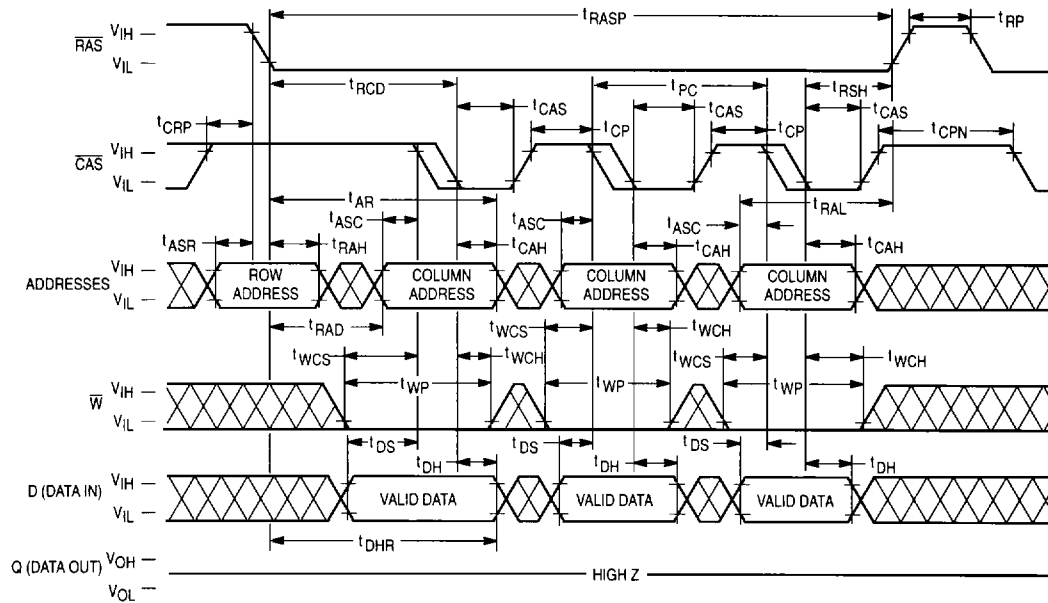 tRASP
tRP
RAS VIH
VIL
tRCD
tPC
tRSH
tCRP
tCAS
tCP
tCAS
tCP
tCAS
tCPN
CAS VIH
VIL
tAR
tRAL
tASC
tASC
tASC
tASR
tRAH
tCAH
tCAH
tCAH
ADDRESSES VIH
VIL
ROW ADDRESS
COLUMN ADDRESS
COLUMN ADDRESS
COLUMN ADDRESS
tRAD
tWCS
tWCH
tWCS
tWCH
tWCS
tWCH
tWP
tWP
tWP
W VIH
VIL
tDS
tDS
tDS
tDH
tDH
tDH
D (DATA IN) VIH
VIL
VALID DATA
VALID DATA
VALID DATA
tDHR
Q (DATA OUT) VOH
VOL
HIGH Z